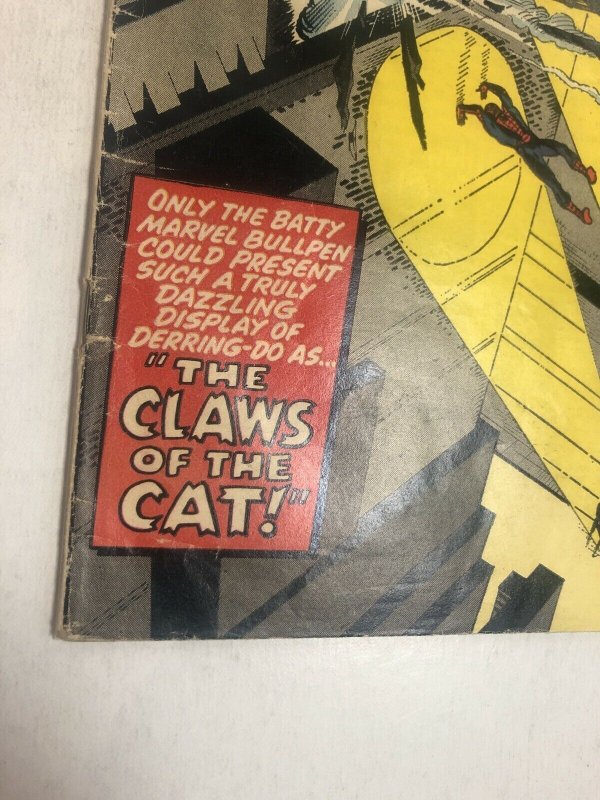 ONLY THE BATTY
MARVEL BULLPEN
COULD PRESENT
SUCH A TRULY
DAZZLING
DISPLAY OF
DERRING-DO AS...
"THE
CLAWS
OF THE
CAT!"